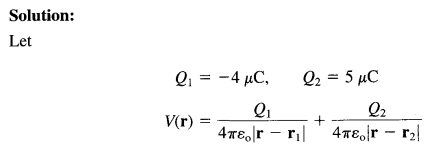 Solution:
Let
Q₁ = −4 μC, Q₂ = 5 μC
V(r) = Q₁ / 4πε₀|r − r₁| + Q₂ / 4πε₀|r − r₂|